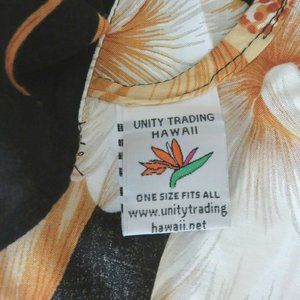 UNITY TRADING
HAWAII
ONE SIZE FITS ALL
www.unitytrading
hawaii.net